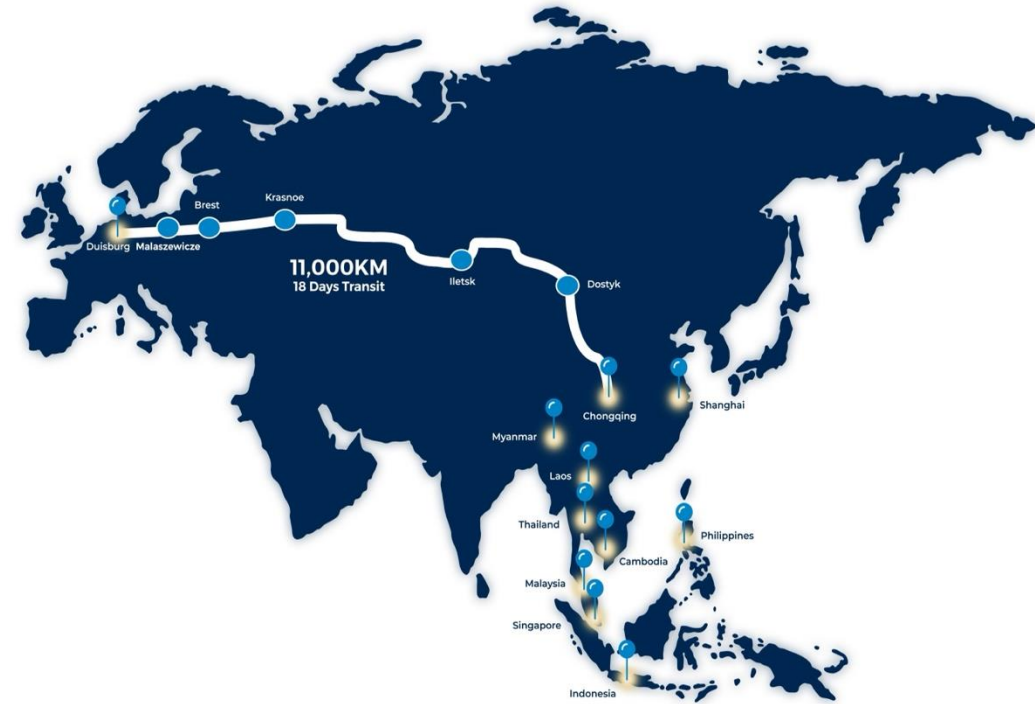 Krasnoe
Brest
Duisburg
Malaszewicze
11,000KM
18 Days Transit
Iletsk
Dostyk
Chongqing
Shanghai
Myanmar
Laos
Thailand
Philippines
Cambodia
Malaysia
Singapore
Indonesia